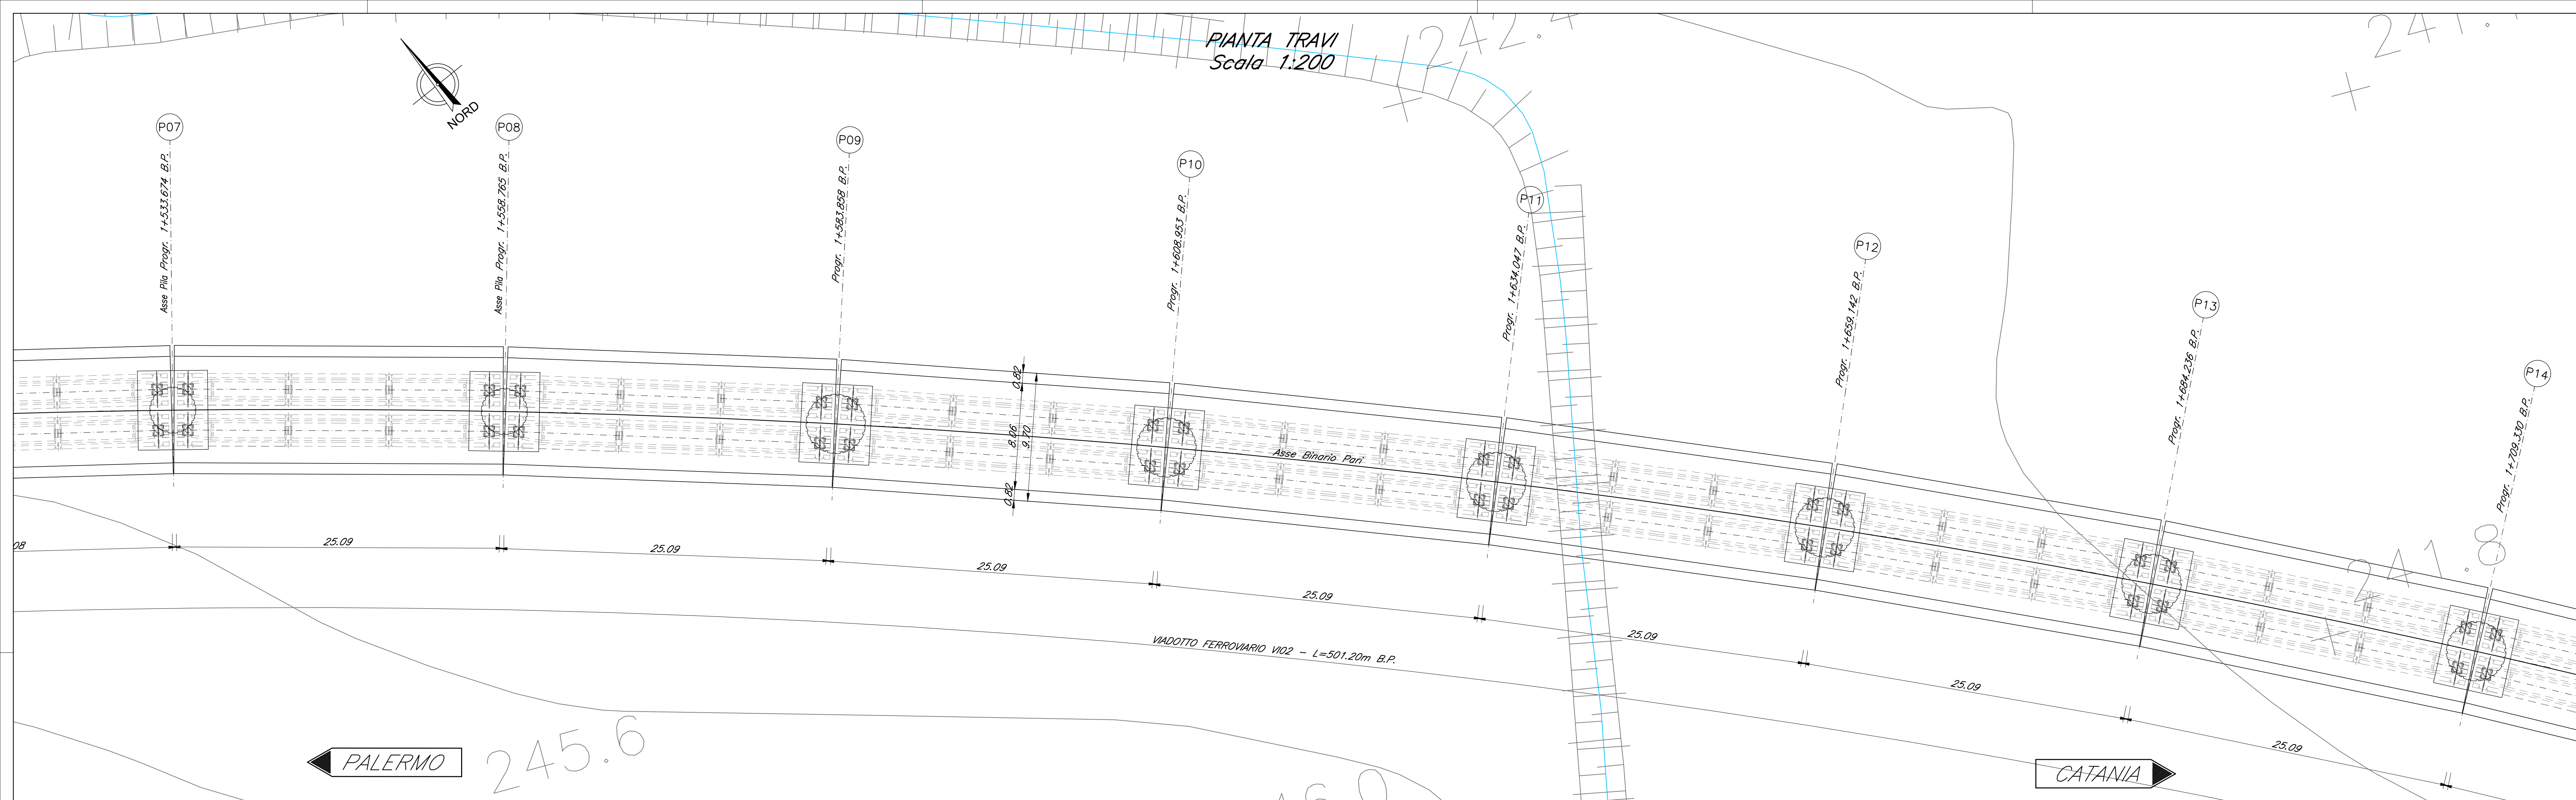 PIANTA TRAVI
Scala 1:200
NORD
P07
P08
P09
P10
P11
P12
P13
P14
Asse Pila Progr. 1+533.674 B.P.
Asse Pila Progr. 1+558.765 B.P.
Progr. 1+583.858 B.P.
Progr. 1+608.953 B.P.
Progr. 1+634.047 B.P.
Progr. 1+659.142 B.P.
Progr. 1+684.236 B.P.
Progr. 1+709.330 B.P.
0.82
8.06
9.70
0.82
Asse Binario Pari
08
25.09
25.09
25.09
25.09
25.09
25.09
25.09
VIADOTTO FERROVIARIO VI02 - L=501.20m B.P.
PALERMO
CATANIA
245.6
241.8